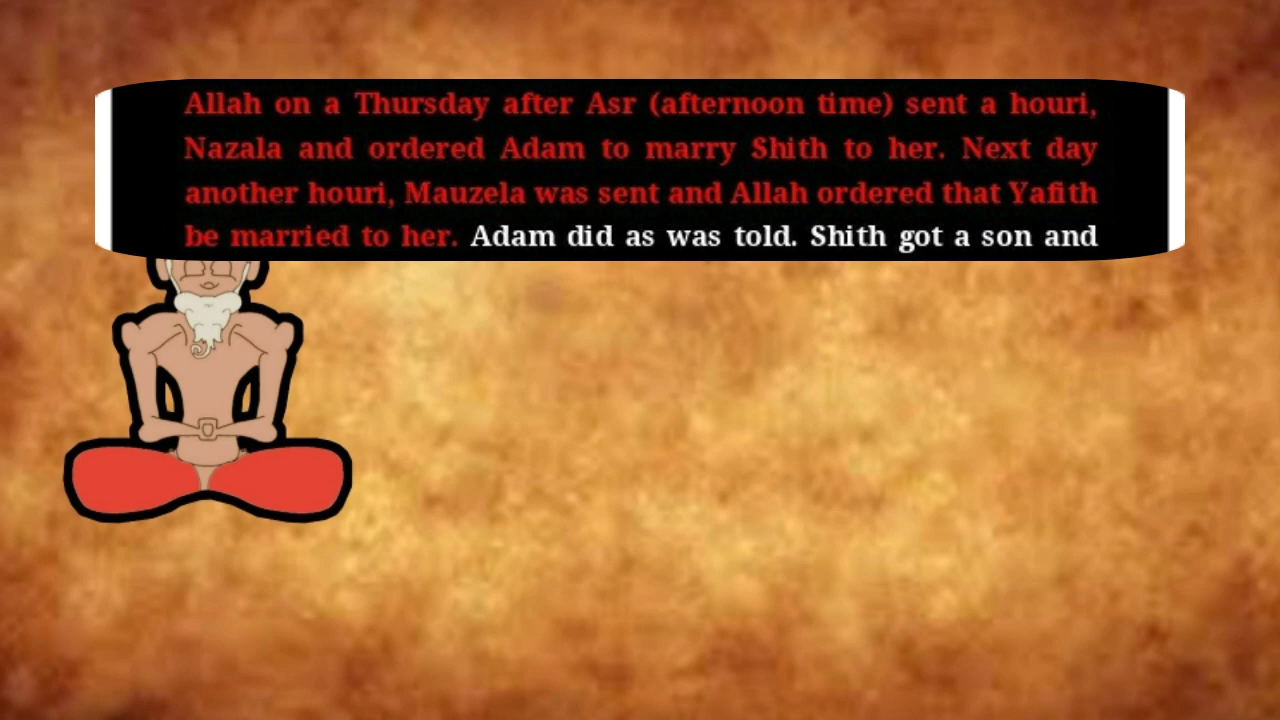 Allah on a Thursday after Asr (afternoon time) sent a houri,
Nazala and ordered Adam to marry Shith to her. Next day
another houri, Mauzela was sent and Allah ordered that Yafith
be married to her. Adam did as was told. Shith got a son and